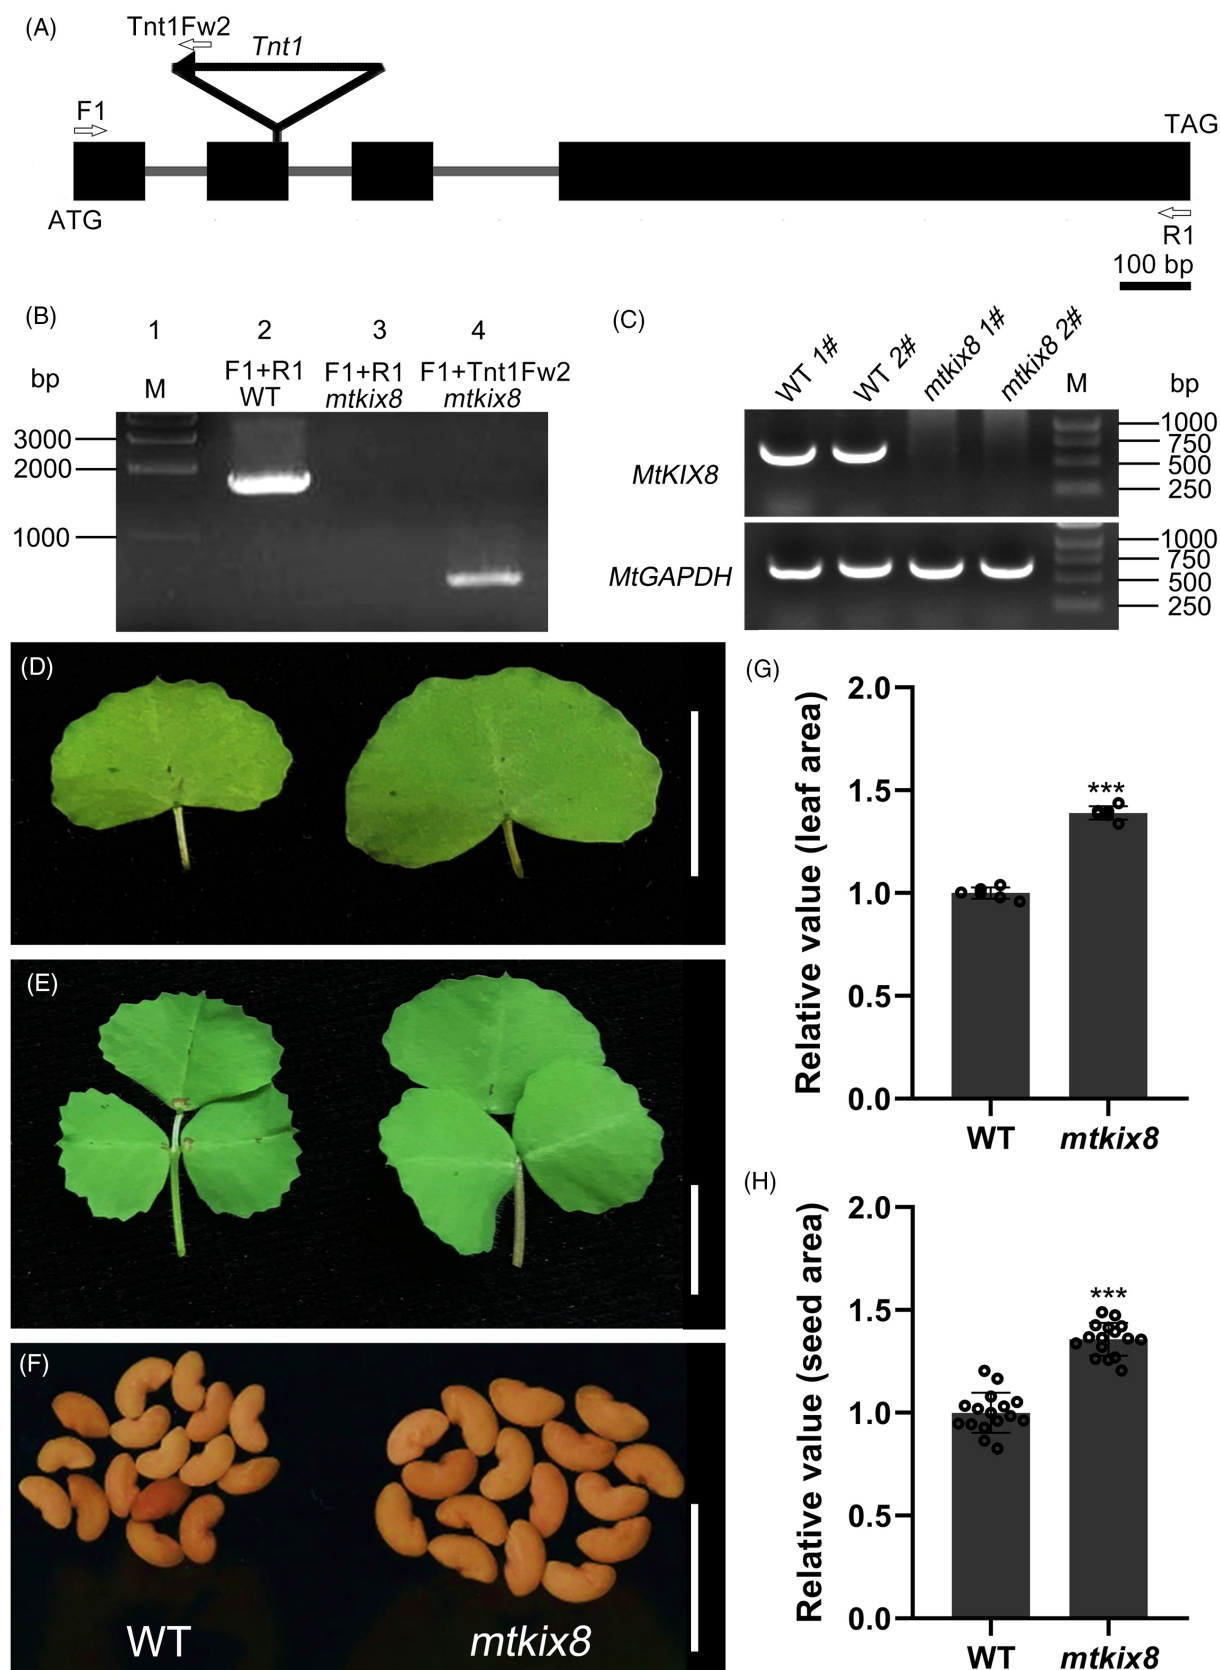 (A)
Tnt1Fw2
Tnt1
F1
TAG
ATG
R1
100 bp
(B)
1 2 3 4
bp
M
F1+R1 F1+R1 F1+Tnt1Fw2
WT mtkix8 mtkix8
3000
2000
1000
(C)
WT 1# WT 2# mtkix8 1# mtkix8 2# M bp
MtKIX8
1000
750
500
250
MtGAPDH
1000
750
500
250
(D)
(E)
(F)
WT mtkix8
(G)
Relative value (leaf area)
2.0
1.5
1.0
0.5
0.0
***
WT mtkix8
(H)
Relative value (seed area)
2.0
1.5
1.0
0.5
0.0
***
WT mtkix8